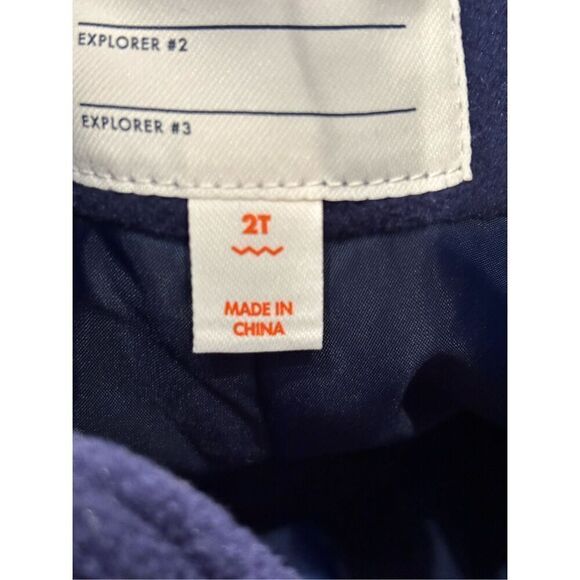 EXPLORER #2
EXPLORER #3
2T
MADE IN
CHINA